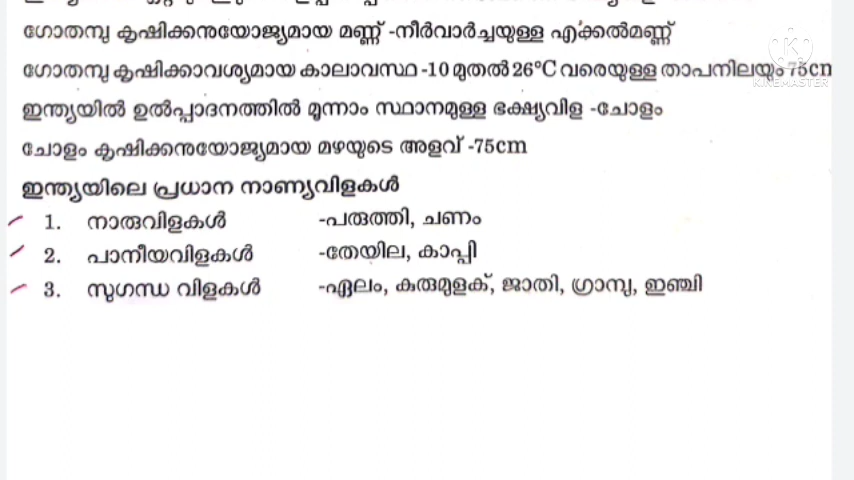 ഗോതമ്പു കൃഷിക്കനുയോജ്യമായ മണ്ണ് -നീർവാർച്ചയുള്ള എക്കൽമണ്ണ്
ഗോതമ്പു കൃഷിക്കാവശ്യമായ കാലാവസ്ഥ -10 മുതൽ 26°C വരെയുള്ള താപനിലയും 75cm
KINEMASTER
ഇന്ത്യയിൽ ഉൽപ്പാദനത്തിൽ മൂന്നാം സ്ഥാനമുള്ള ഭക്ഷ്യവിള -ചോളം
ചോളം കൃഷിക്കനുയോജ്യമായ മഴയുടെ അളവ് -75cm
ഇന്ത്യയിലെ പ്രധാന നാണ്യവിളകൾ
1. നാരുവിളകൾ -പരുത്തി, ചണം
2. പാനീയവിളകൾ -തേയില, കാപ്പി
3. സുഗന്ധ വിളകൾ -ഏലം, കുരുമുളക്, ജാതി, ഗ്രാമ്പു, ഇഞ്ചി